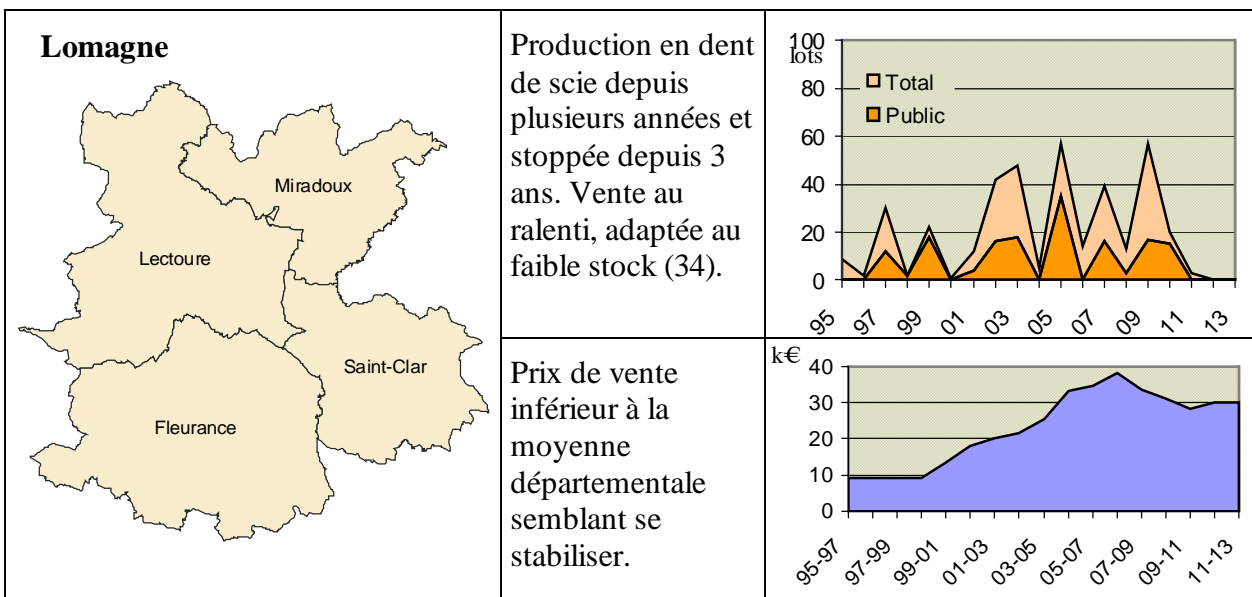 Lomagne
Miradoux
Lectoure
Saint-Clar
Fleurance
Production en dent
de scie depuis
plusieurs années et
stoppée depuis 3
ans. Vente au
ralenti, adaptée au
faible stock (34).
100
lots
80
60
40
20
0
Total
Public
95
97
99
01
03
05
07
09
11
13
Prix de vente
inférieur à la
moyenne
départementale
semblant se
stabiliser.
k€
40
30
20
10
0
95-97
97-99
99-01
01-03
03-05
05-07
07-09
09-11
11-13